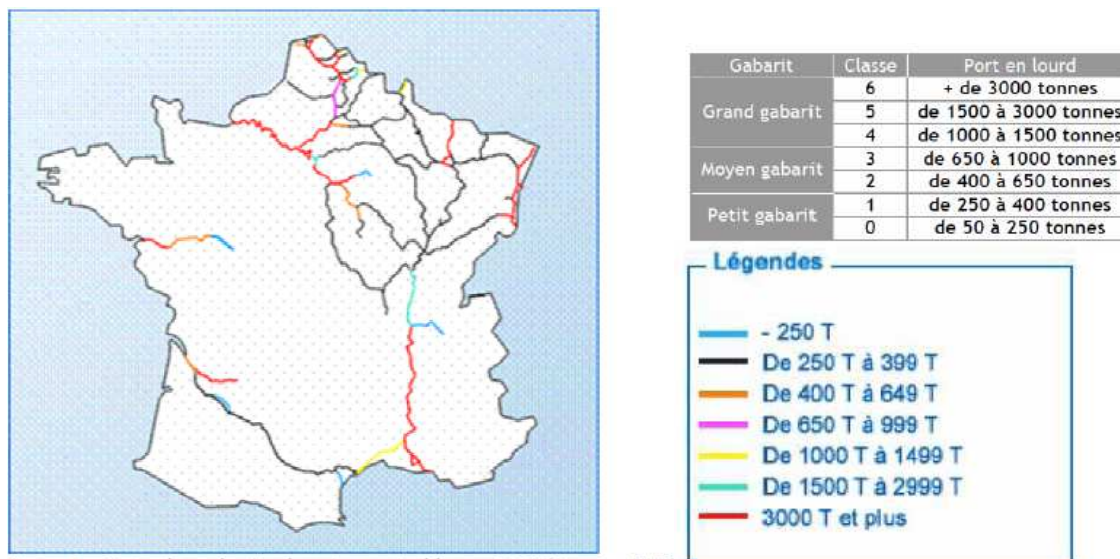 Gabarit Classe Port en lourd
Grand gabarit
6 + de 3000 tonnes
5 de 1500 à 3000 tonnes
4 de 1000 à 1500 tonnes
Moyen gabarit
3 de 650 à 1000 tonnes
2 de 400 à 650 tonnes
Petit gabarit
1 de 250 à 400 tonnes
0 de 50 à 250 tonnes
Légendes
- 250 T
De 250 T à 399 T
De 400 T à 649 T
De 650 T à 999 T
De 1000 T à 1499 T
De 1500 T à 2999 T
3000 T et plus